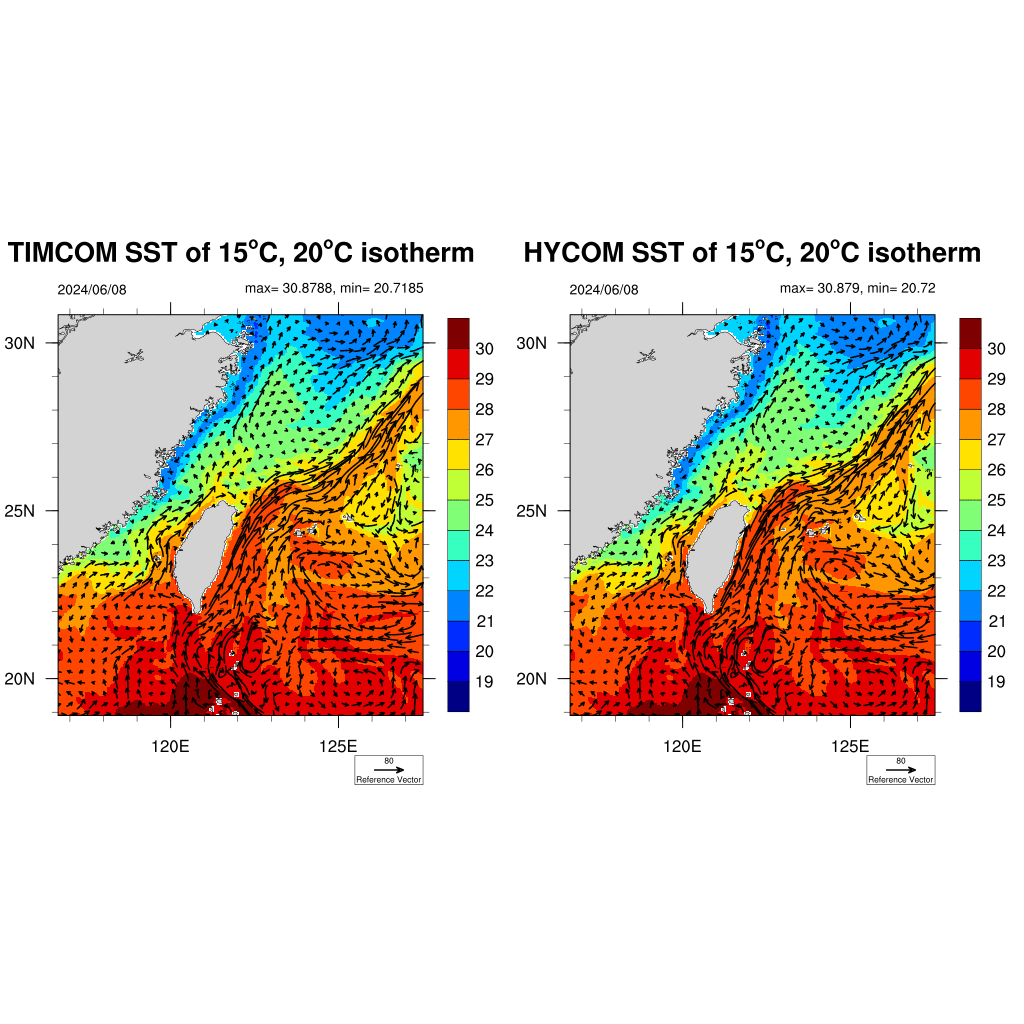 TIMCOM SST of 15°C, 20°C isotherm
2024/06/08 max= 30.8788, min= 20.7185
30N
25N
20N
120E 125E
30
29
28
27
26
25
24
23
22
21
20
19
80
Reference Vector
HYCOM SST of 15°C, 20°C isotherm
2024/06/08 max= 30.879, min= 20.72
30N
25N
20N
120E 125E
30
29
28
27
26
25
24
23
22
21
20
19
80
Reference Vector